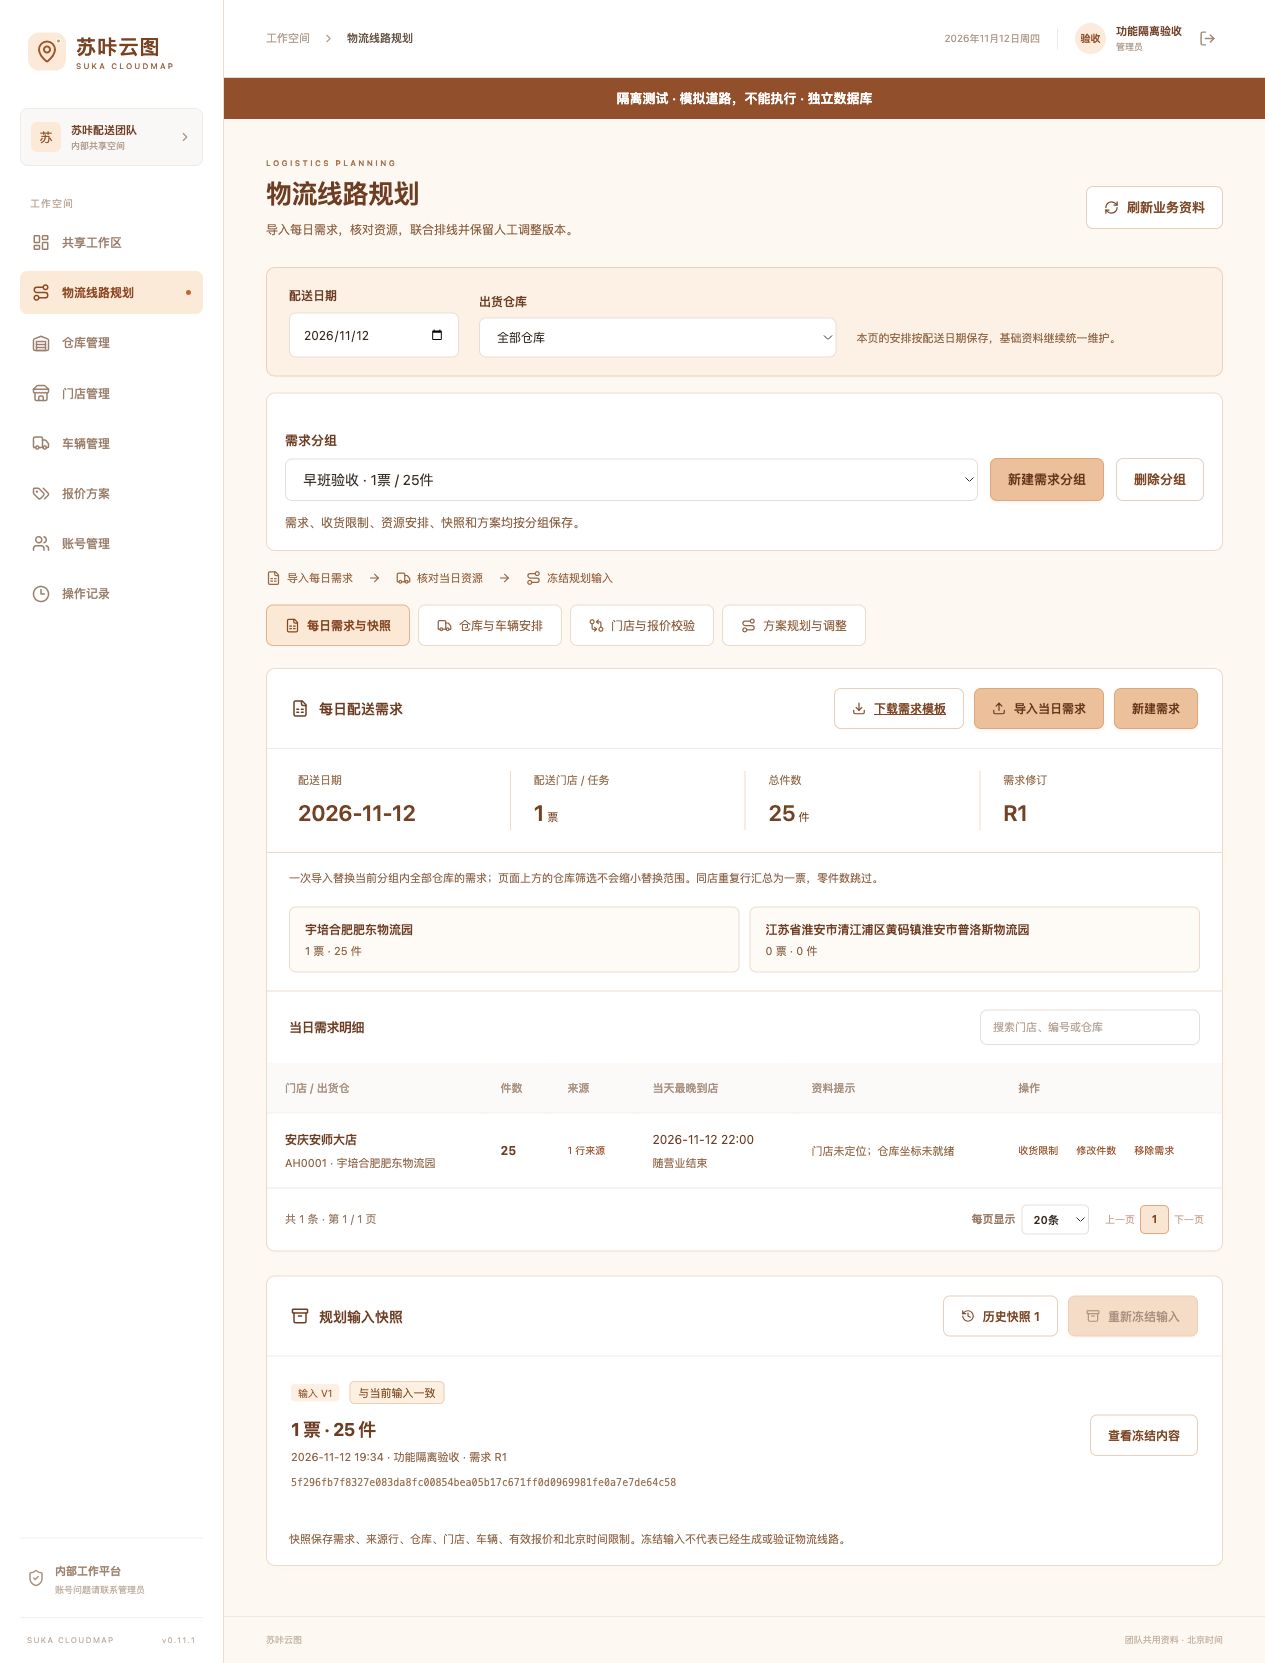 苏咔云图
SUKA CLOUDMAP
苏
苏咔配送团队
内部共享空间
工作空间
共享工作区
物流线路规划
仓库管理
门店管理
车辆管理
报价方案
账号管理
操作记录
内部工作平台
账号问题请联系管理员
SUKA CLOUDMAP v0.11.1
工作空间 物流线路规划
2026年11月12日周四
验收
功能隔离验收
管理员
隔离测试 · 模拟道路，不能执行 · 独立数据库
LOGISTICS PLANNING
物流线路规划
导入每日需求，核对资源，联合排线并保留人工调整版本。
刷新业务资料
配送日期
2026/11/12
出货仓库
全部仓库
本页的安排按配送日期保存，基础资料继续统一维护。
需求分组
早班验收 · 1票 / 25件
新建需求分组
删除分组
需求、收货限制、资源安排、快照和方案均按分组保存。
导入每日需求 → 核对当日资源 → 冻结规划输入
每日需求与快照
仓库与车辆安排
门店与报价校验
方案规划与调整
每日配送需求
下载需求模板
导入当日需求
新建需求
配送日期
2026-11-12
配送门店 / 任务
1 票
总件数
25 件
需求修订
R1
一次导入替换当前分组内全部仓库的需求；页面上方的仓库筛选不会缩小替换范围。同店重复行汇总为一票，零件数跳过。
宇培合肥肥东物流园
1 票 · 25 件
江苏省淮安市清江浦区黄码镇淮安市普洛斯物流园
0 票 · 0 件
当日需求明细
搜索门店、编号或仓库
门店 / 出货仓 件数 来源 当天最晚到店 资料提示 操作
安庆安师大店
AH0001 · 宇培合肥肥东物流园
25
1 行来源
2026-11-12 22:00
随营业结束
门店未定位；仓库坐标未就绪
收货限制 修改件数 移除需求
共 1 条 · 第 1 / 1 页
每页显示 20条 上一页 1 下一页
规划输入快照
历史快照 1
重新冻结输入
输入 V1 与当前输入一致
1 票 · 25 件
2026-11-12 19:34 · 功能隔离验收 · 需求 R1
5f296fb7f8327e083da8fc00854bea05b17c671ff0d0969981fe0a7e7de64c58
查看冻结内容
快照保存需求、来源行、仓库、门店、车辆、有效报价和北京时间限制。冻结输入不代表已经生成或验证物流线路。
苏咔云图
团队共用资料 · 北京时间